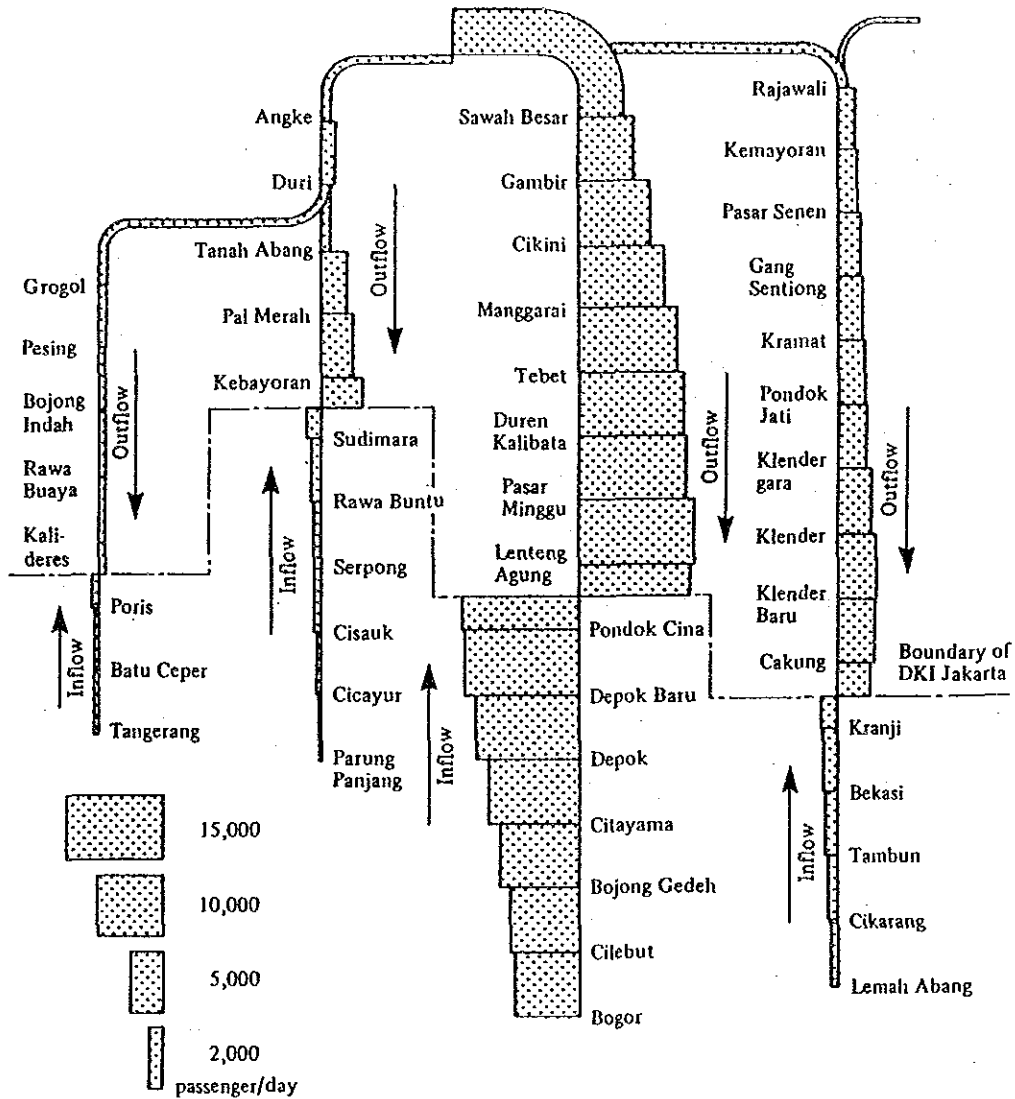 Angke
Duri
Grogol
Pesing
Bojong
Indah
Rawa
Buaya
Kali-
deres
Outflow
Poris
Batu Ceper
Tangerang
Inflow
Tanah Abang
Pal Merah
Kebayoran
Outflow
Sudimara
Rawa Buntu
Serpong
Cisauk
Cicayur
Parung
Panjang
Inflow
Sawah Besar
Gambir
Cikini
Manggarai
Tebet
Duren
Kalibata
Pasar
Minggu
Lenteng
Agung
Outflow
Pondok Cina
Depok Baru
Depok
Citayama
Bojong Gedeh
Cilebut
Bogor
Inflow
Rajawali
Kemayoran
Pasar Senen
Gang
Sentiong
Kramat
Pondok
Jati
Klender
gara
Klender
Klender
Baru
Cakung
Outflow
Boundary of
DKI Jakarta
Kranji
Bekasi
Tambun
Cikarang
Lemah Abang
Inflow
15,000
10,000
5,000
2,000
passenger/day